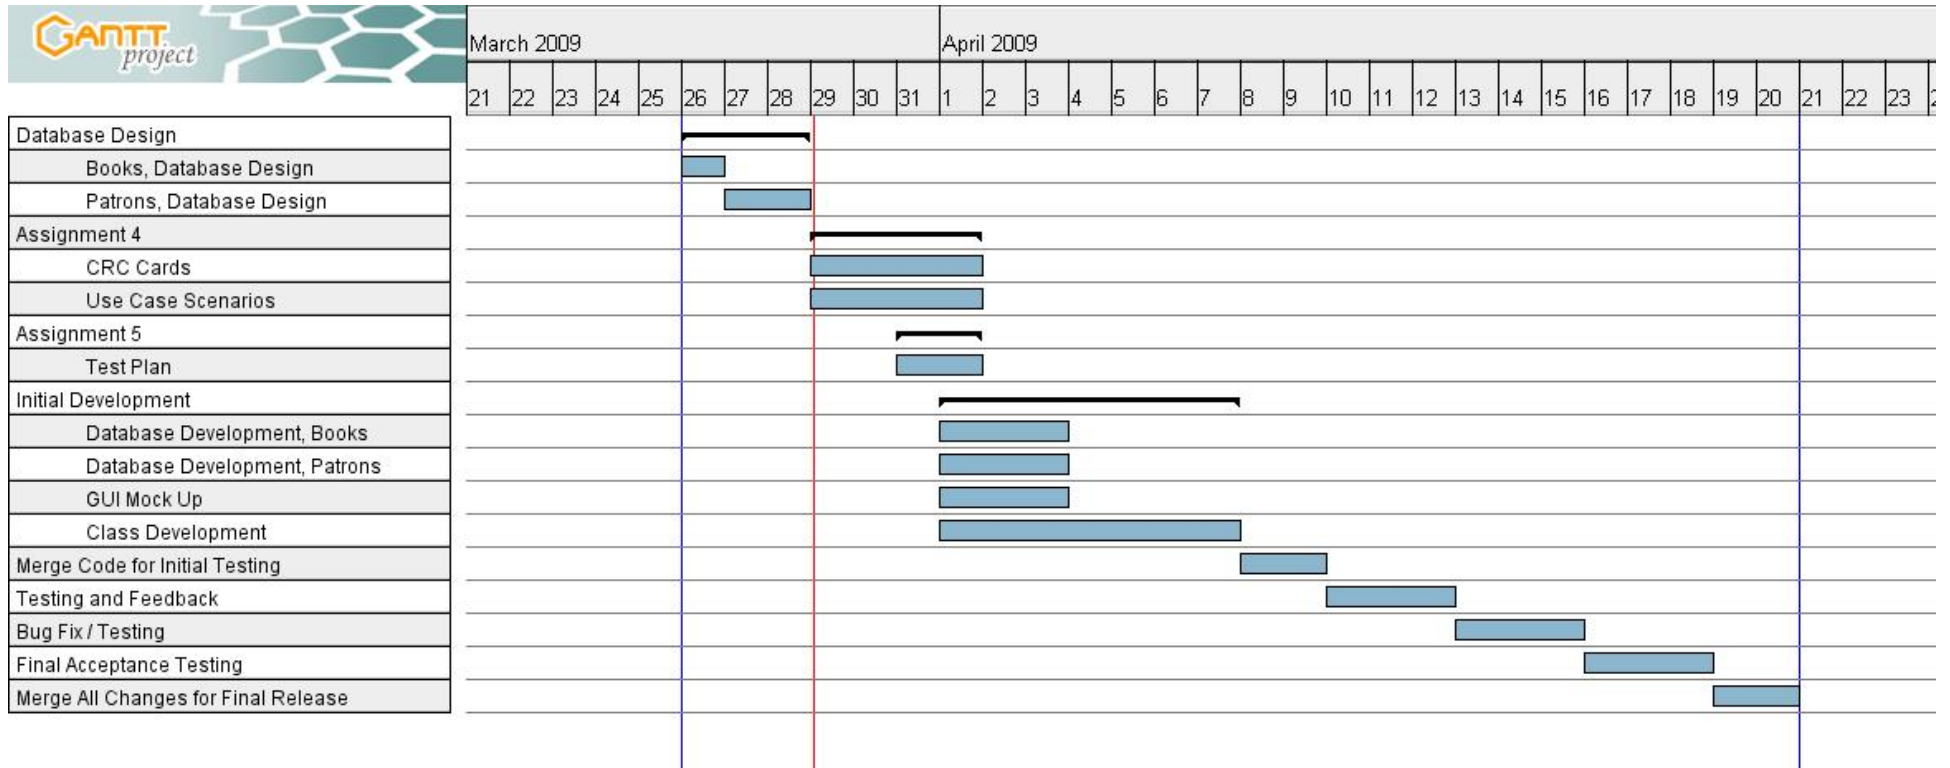 GANTT
project
March 2009
April 2009
21 22 23 24 25 26 27 28 29 30 31 1 2 3 4 5 6 7 8 9 10 11 12 13 14 15 16 17 18 19 20 21 22 23
Database Design
Books, Database Design
Patrons, Database Design
Assignment 4
CRC Cards
Use Case Scenarios
Assignment 5
Test Plan
Initial Development
Database Development, Books
Database Development, Patrons
GUI Mock Up
Class Development
Merge Code for Initial Testing
Testing and Feedback
Bug Fix / Testing
Final Acceptance Testing
Merge All Changes for Final Release